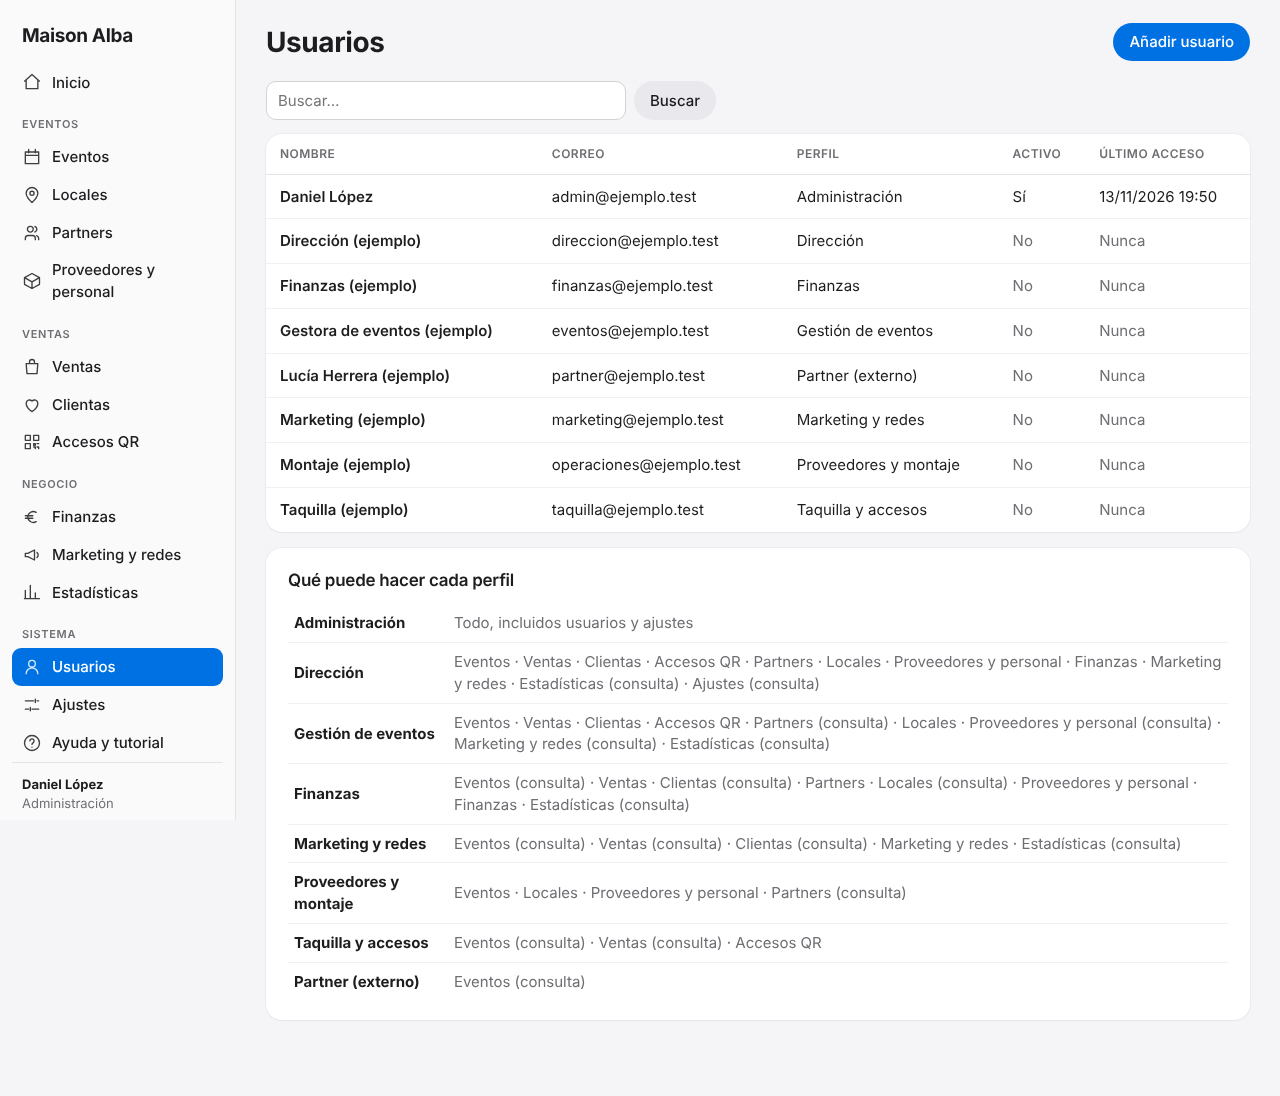 Maison Alba
Inicio
EVENTOS
Eventos
Locales
Partners
Proveedores y
personal
VENTAS
Ventas
Clientas
Accesos QR
NEGOCIO
Finanzas
Marketing y redes
Estadísticas
SISTEMA
Usuarios
Ajustes
Ayuda y tutorial
Daniel López
Administración
Usuarios
Añadir usuario
Buscar...
Buscar
NOMBRE CORREO PERFIL ACTIVO ÚLTIMO ACCESO
Daniel López admin@ejemplo.test Administración Sí 13/11/2026 19:50
Dirección (ejemplo) direccion@ejemplo.test Dirección No Nunca
Finanzas (ejemplo) finanzas@ejemplo.test Finanzas No Nunca
Gestora de eventos (ejemplo) eventos@ejemplo.test Gestión de eventos No Nunca
Lucía Herrera (ejemplo) partner@ejemplo.test Partner (externo) No Nunca
Marketing (ejemplo) marketing@ejemplo.test Marketing y redes No Nunca
Montaje (ejemplo) operaciones@ejemplo.test Proveedores y montaje No Nunca
Taquilla (ejemplo) taquilla@ejemplo.test Taquilla y accesos No Nunca
Qué puede hacer cada perfil
Administración Todo, incluidos usuarios y ajustes
Dirección Eventos · Ventas · Clientas · Accesos QR · Partners · Locales · Proveedores y personal · Finanzas · Marketing
y redes · Estadísticas (consulta) · Ajustes (consulta)
Gestión de eventos Eventos · Ventas · Clientas · Accesos QR · Partners (consulta) · Locales · Proveedores y personal (consulta) ·
Marketing y redes (consulta) · Estadísticas (consulta)
Finanzas Eventos (consulta) · Ventas · Clientas (consulta) · Partners · Locales (consulta) · Proveedores y personal ·
Finanzas · Estadísticas (consulta)
Marketing y redes Eventos (consulta) · Ventas (consulta) · Clientas (consulta) · Marketing y redes · Estadísticas (consulta)
Proveedores y
montaje Eventos · Locales · Proveedores y personal · Partners (consulta)
Taquilla y accesos Eventos (consulta) · Ventas (consulta) · Accesos QR
Partner (externo) Eventos (consulta)